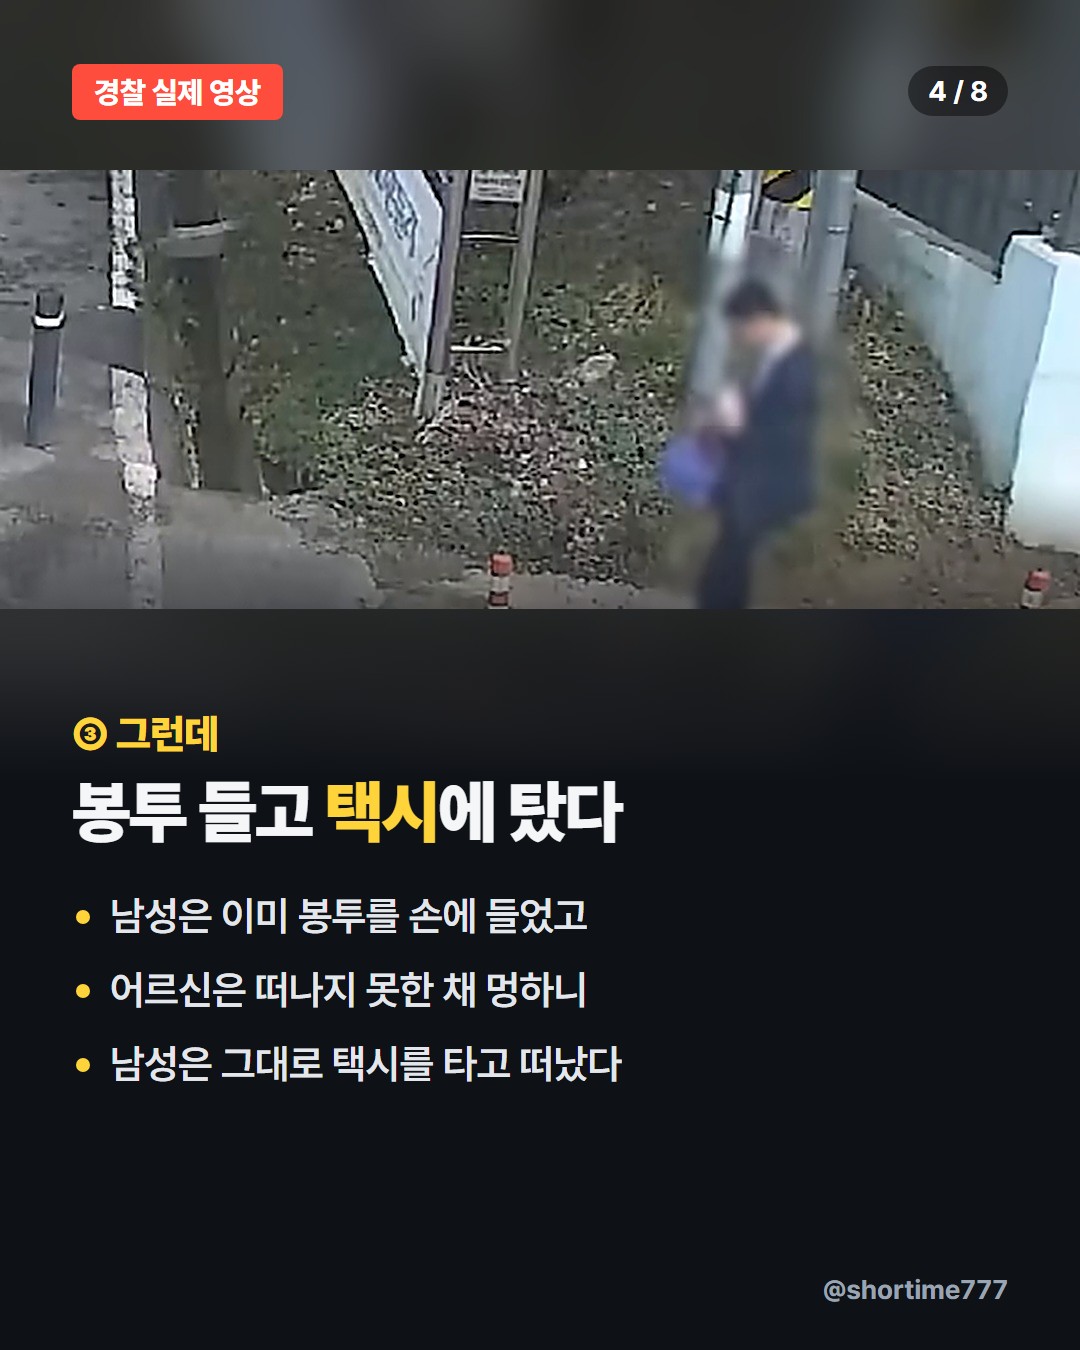 경찰 실제 영상
4 / 8
❸ 그런데
봉투 들고 택시에 탔다
• 남성은 이미 봉투를 손에 들었고
• 어르신은 떠나지 못한 채 멍하니
• 남성은 그대로 택시를 타고 떠났다
@shortime777